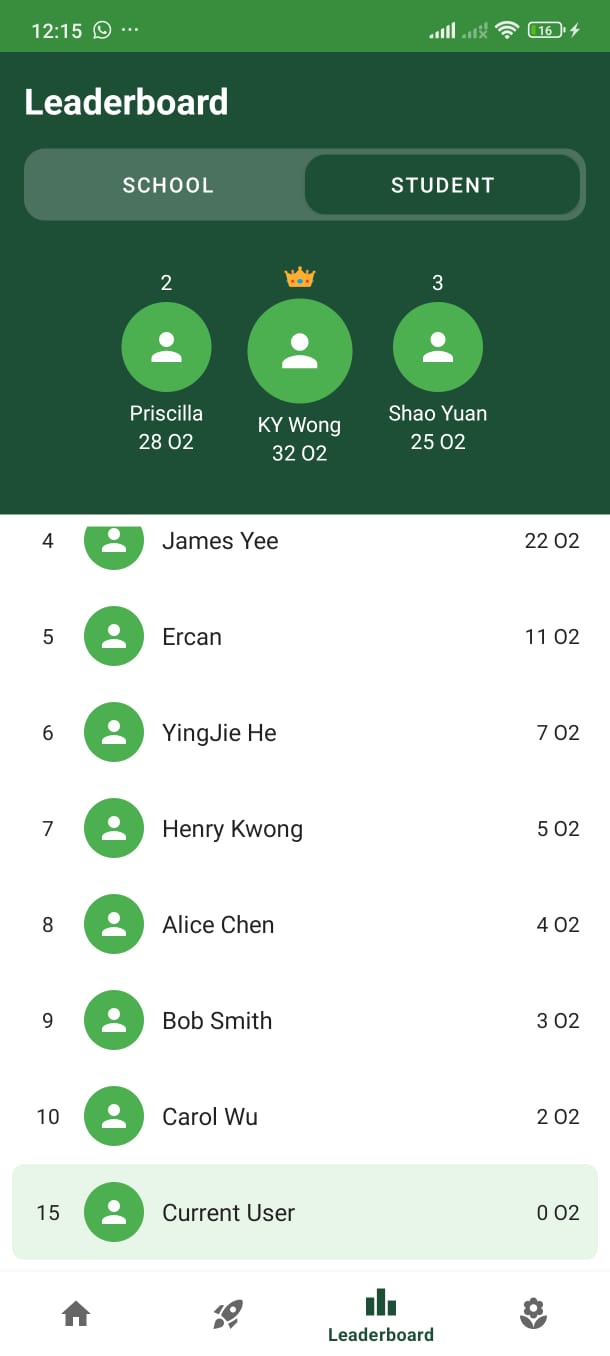 12:15
16
Leaderboard
SCHOOL STUDENT
2
Priscilla
28 O2
KY Wong
32 O2
3
Shao Yuan
25 O2
4 James Yee 22 O2
5 Ercan 11 O2
6 YingJie He 7 O2
7 Henry Kwong 5 O2
8 Alice Chen 4 O2
9 Bob Smith 3 O2
10 Carol Wu 2 O2
15 Current User 0 O2
Leaderboard